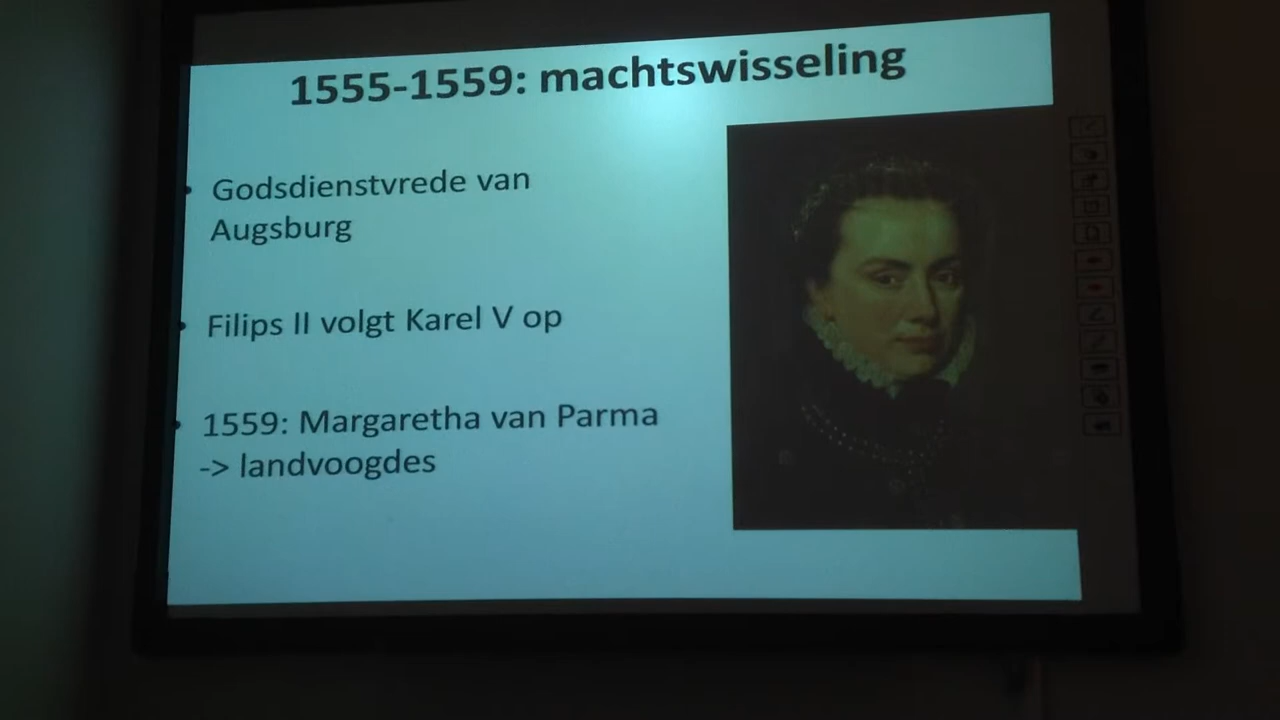 1555-1559: machtswisseling
• Godsdienstvrede van
Augsburg
• Filips II volgt Karel V op
• 1559: Margaretha van Parma
-> landvoogdes